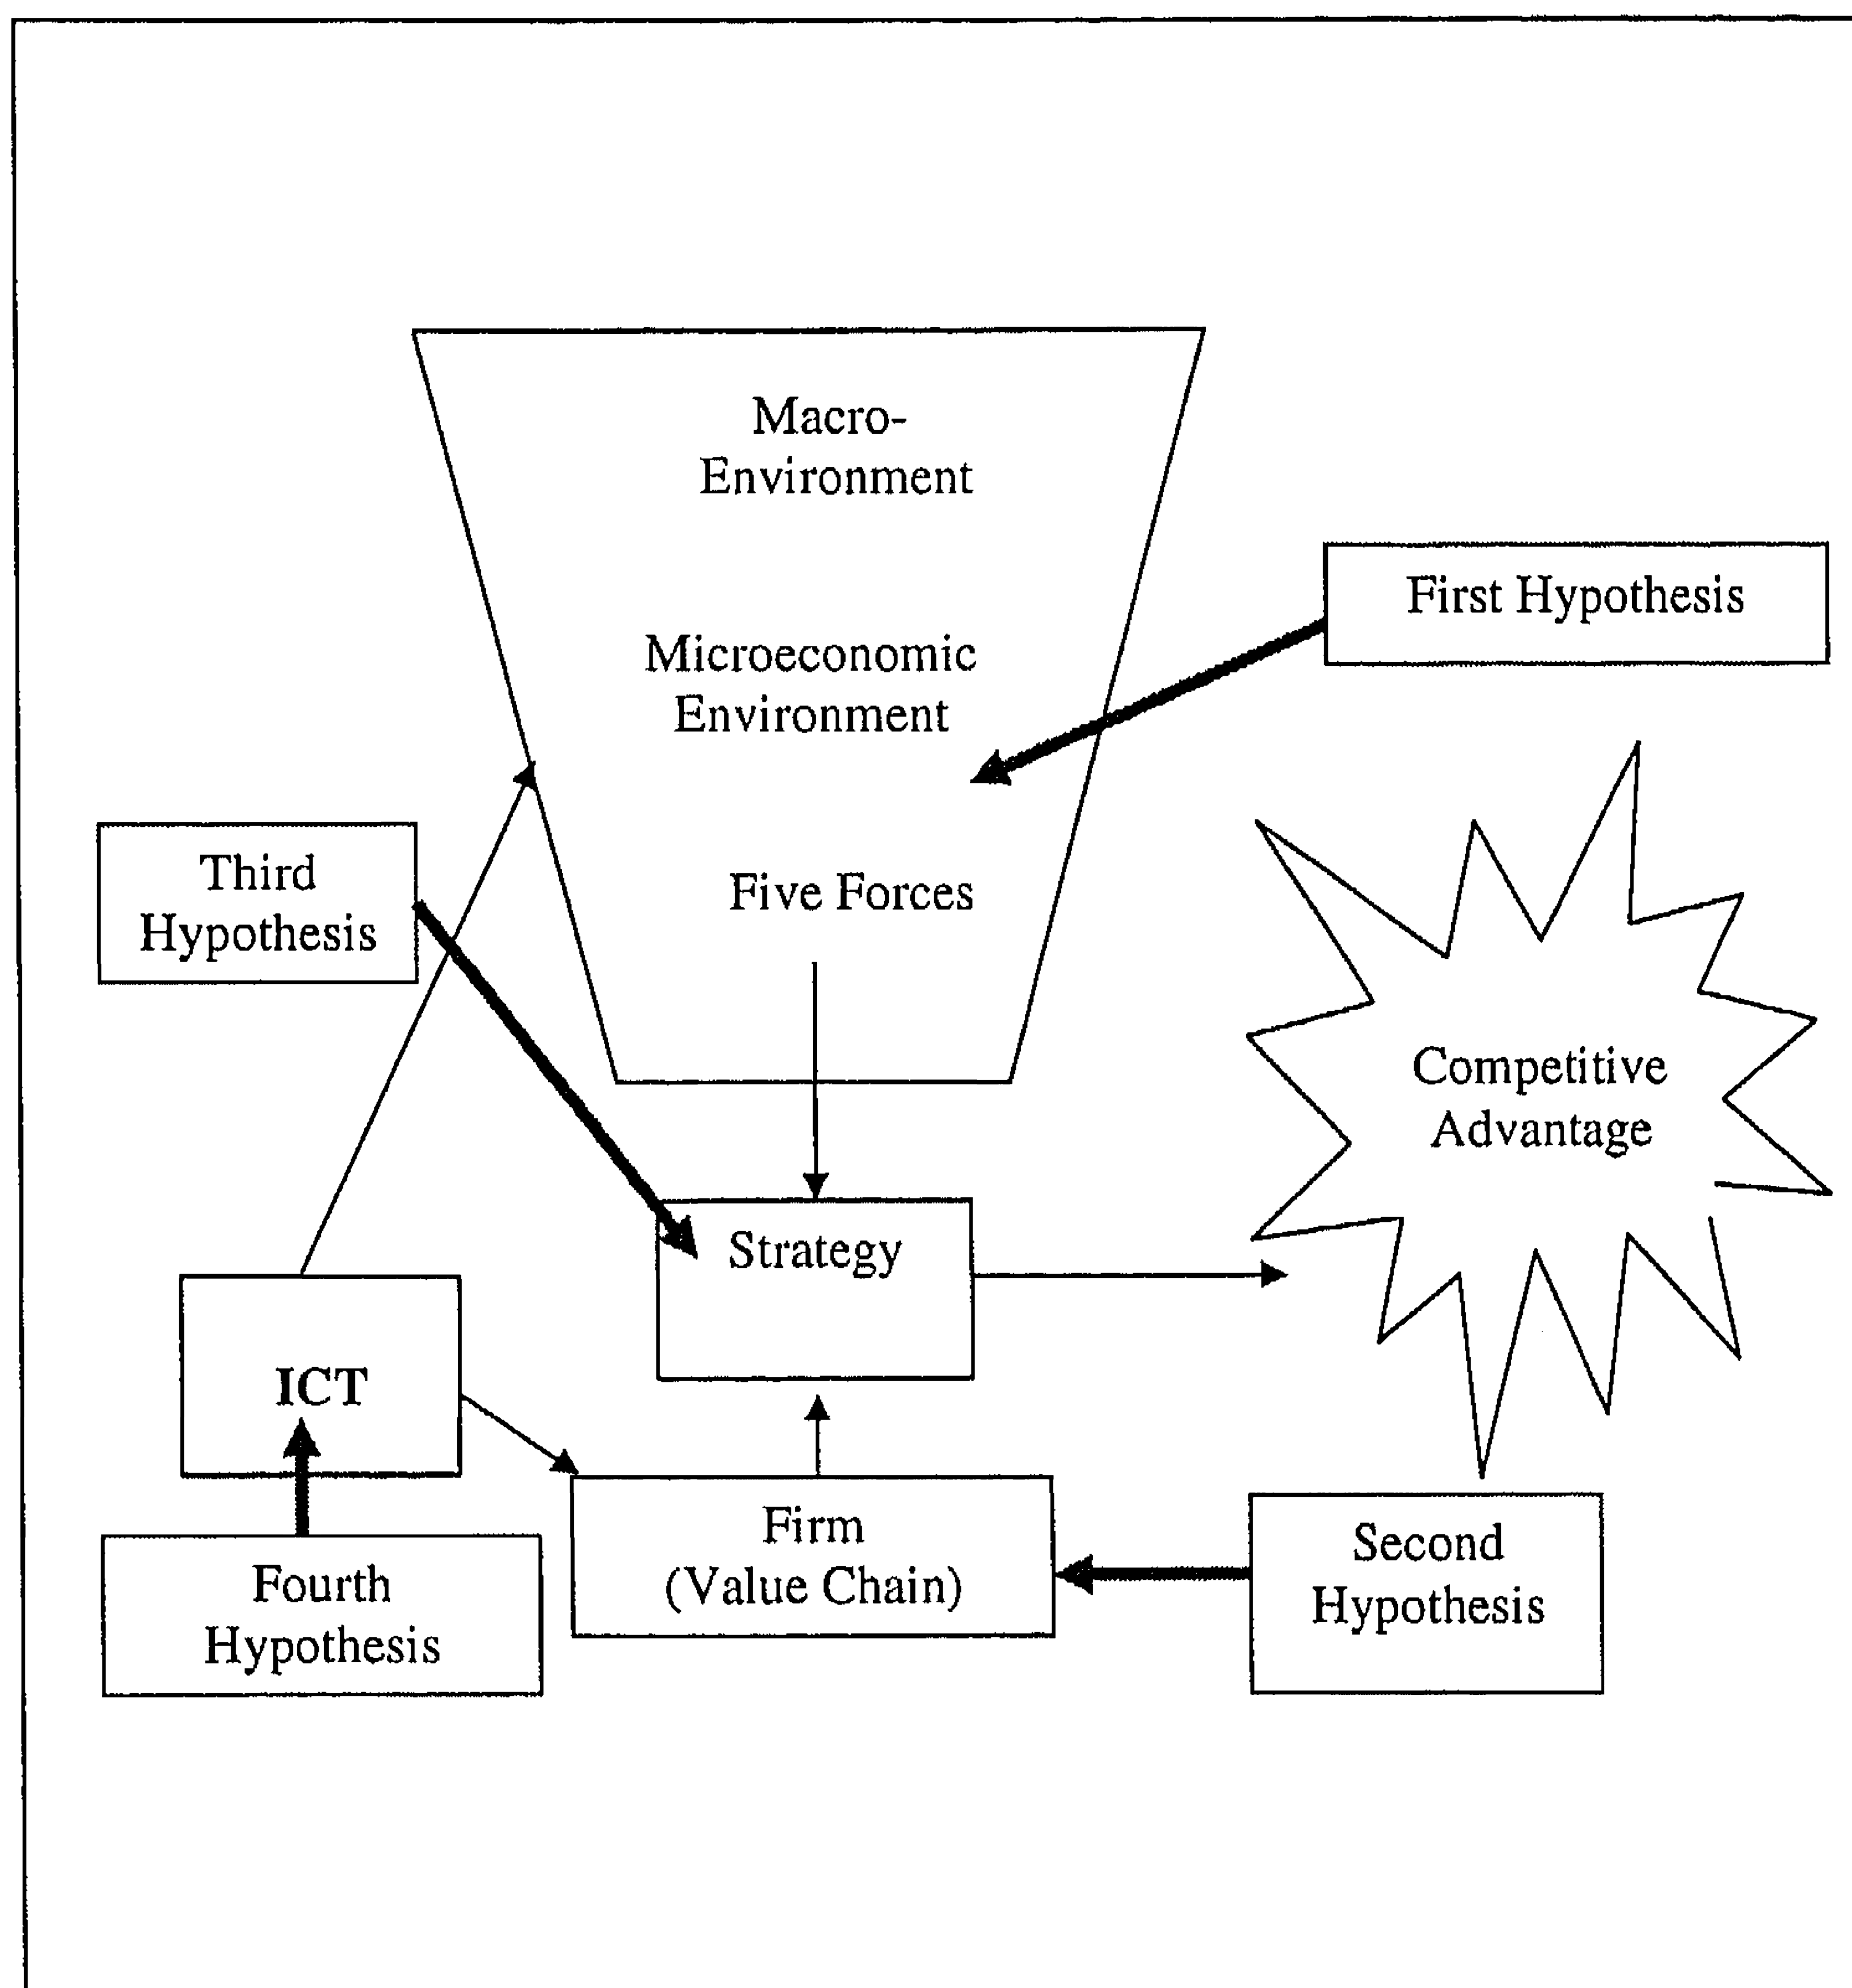 Macro-
Environment
First Hypothesis
Microeconomic
Environment
Third
Hypothesis
Five Forces
Competitive
Advantage
Strategy
ICT
Firm
(Value Chain)
Second
Hypothesis
Fourth
Hypothesis